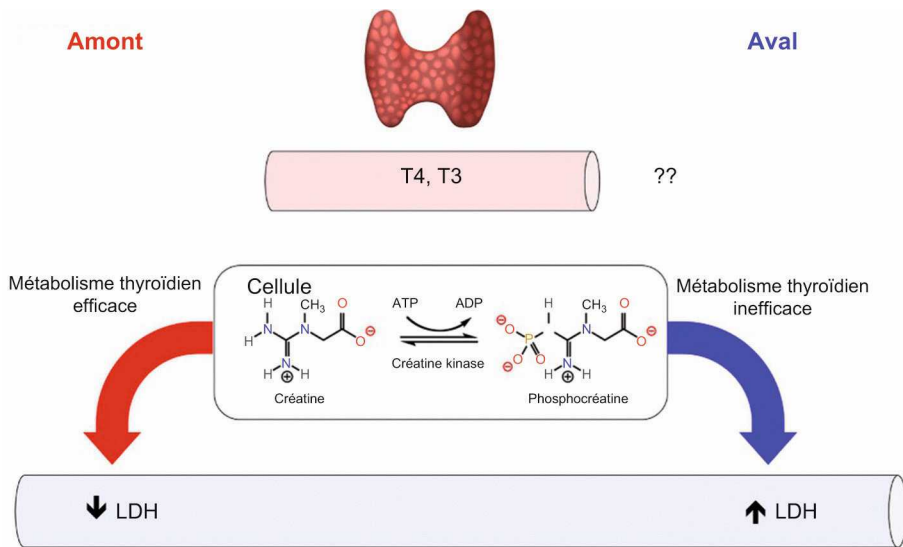 Amont
Aval
T4, T3
??
Métabolisme thyroïdien
efficace
Cellule
H
H
N
H
N
CH₃
O
O
⊖
N
H
H
⊕
Créatine
ATP
ADP
Créatine kinase
⊖
O
P
O
⊖
O
H
N
CH₃
O
O
⊖
N
H
H
⊕
Phosphocréatine
Métabolisme thyroïdien
inefficace
↓ LDH
↑ LDH